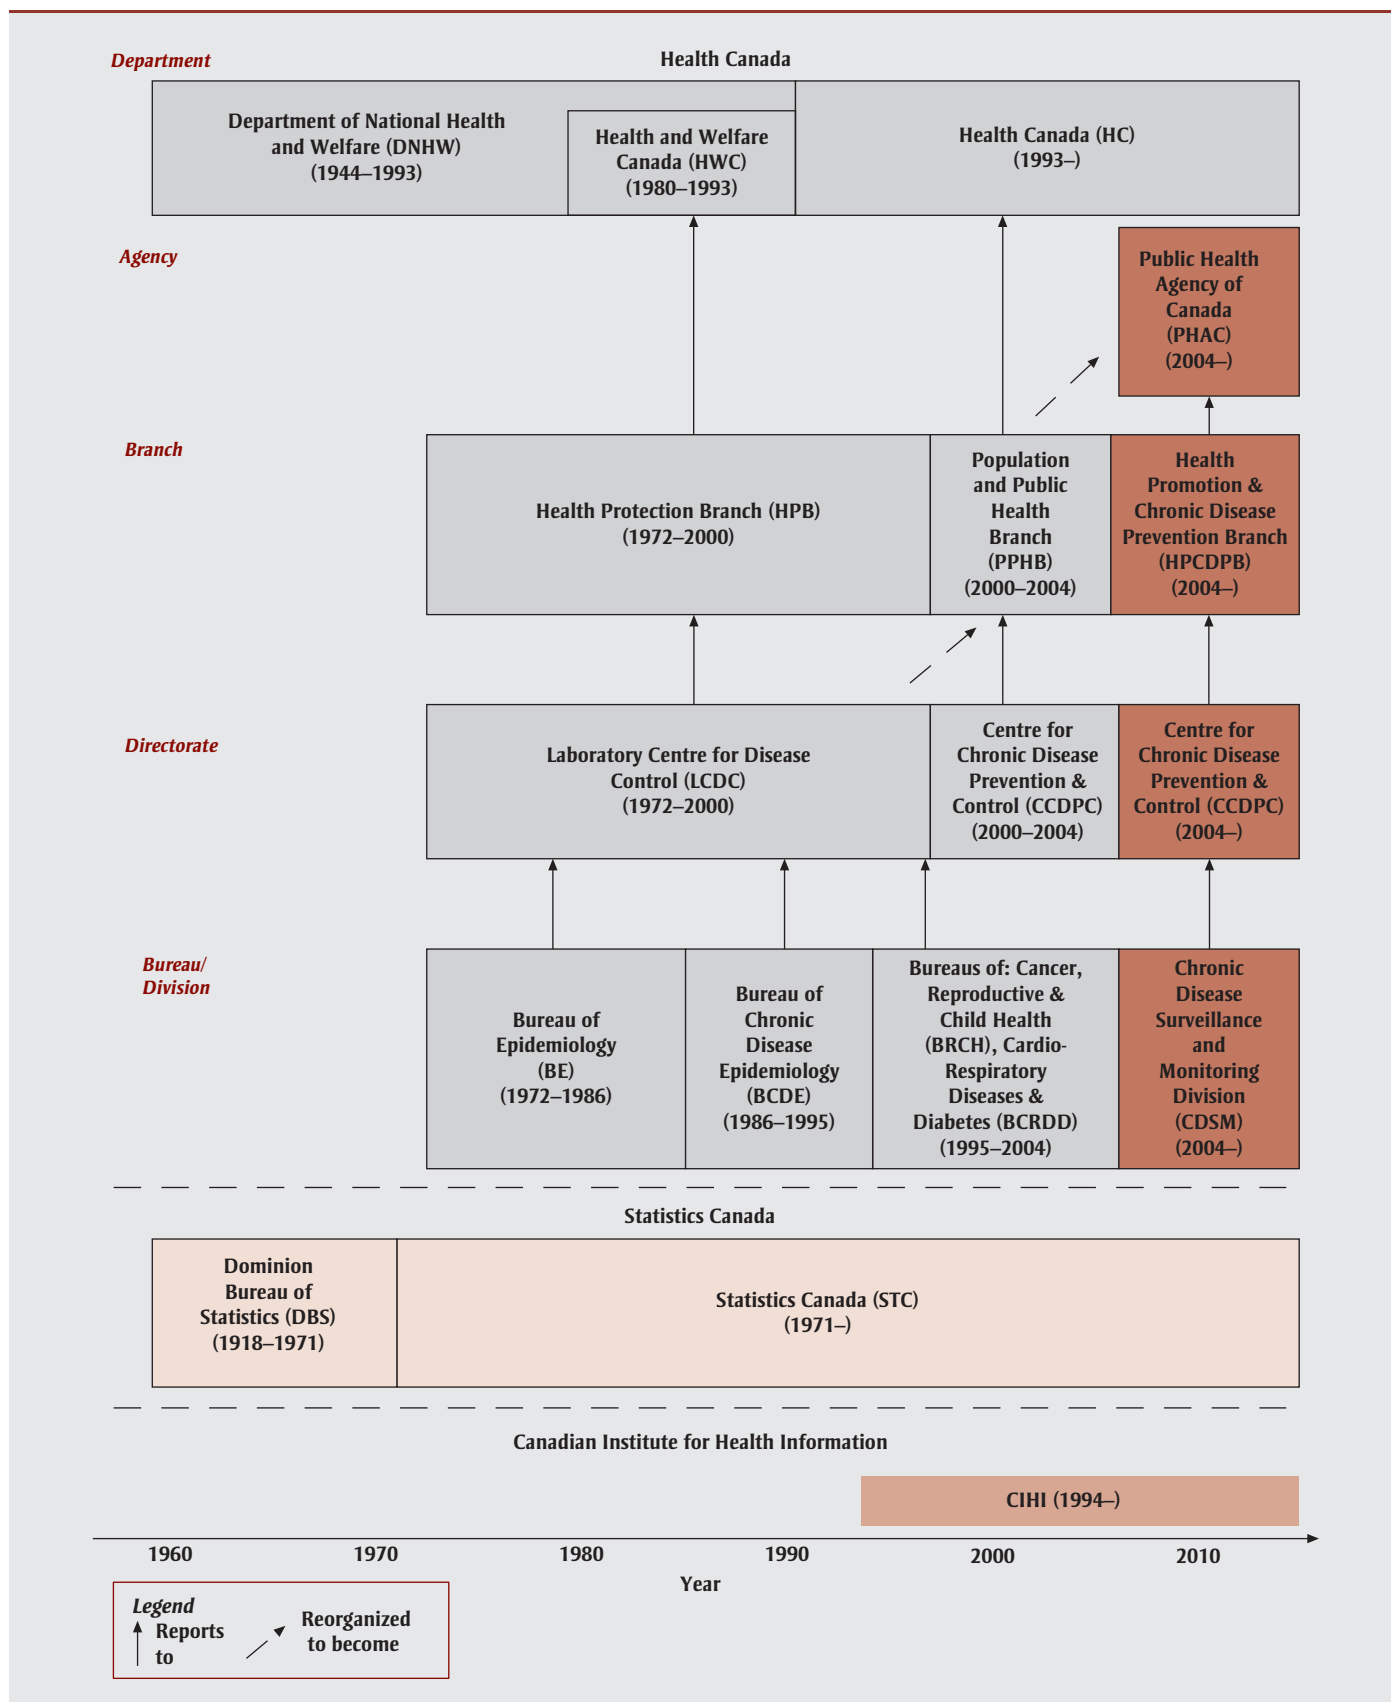 Department
Health Canada
Department of National Health
and Welfare (DNHW)
(1944–1993)
Health and Welfare
Canada (HWC)
(1980–1993)
Health Canada (HC)
(1993–)
Agency
Public Health
Agency of
Canada
(PHAC)
(2004–)
Branch
Health Protection Branch (HPB)
(1972–2000)
Population
and Public
Health
Branch
(PPHB)
(2000–2004)
Health
Promotion &
Chronic Disease
Prevention Branch
(HPCDPB)
(2004–)
Directorate
Laboratory Centre for Disease
Control (LCDC)
(1972–2000)
Centre for
Chronic Disease
Prevention &
Control (CCDPC)
(2000–2004)
Centre for
Chronic Disease
Prevention &
Control (CCDPC)
(2004–)
Bureau/
Division
Bureau of
Epidemiology
(BE)
(1972–1986)
Bureau of
Chronic
Disease
Epidemiology
(BCDE)
(1986–1995)
Bureaus of: Cancer,
Reproductive &
Child Health
(BRCH), Cardio-
Respiratory
Diseases &
Diabetes (BCRDD)
(1995–2004)
Chronic
Disease
Surveillance
and
Monitoring
Division
(CDSM)
(2004–)
Statistics Canada
Dominion
Bureau of
Statistics (DBS)
(1918–1971)
Statistics Canada (STC)
(1971–)
Canadian Institute for Health Information
CIHI (1994–)
1960 1970 1980 1990 2000 2010
Year
Legend
Reports
to
Reorganized
to become